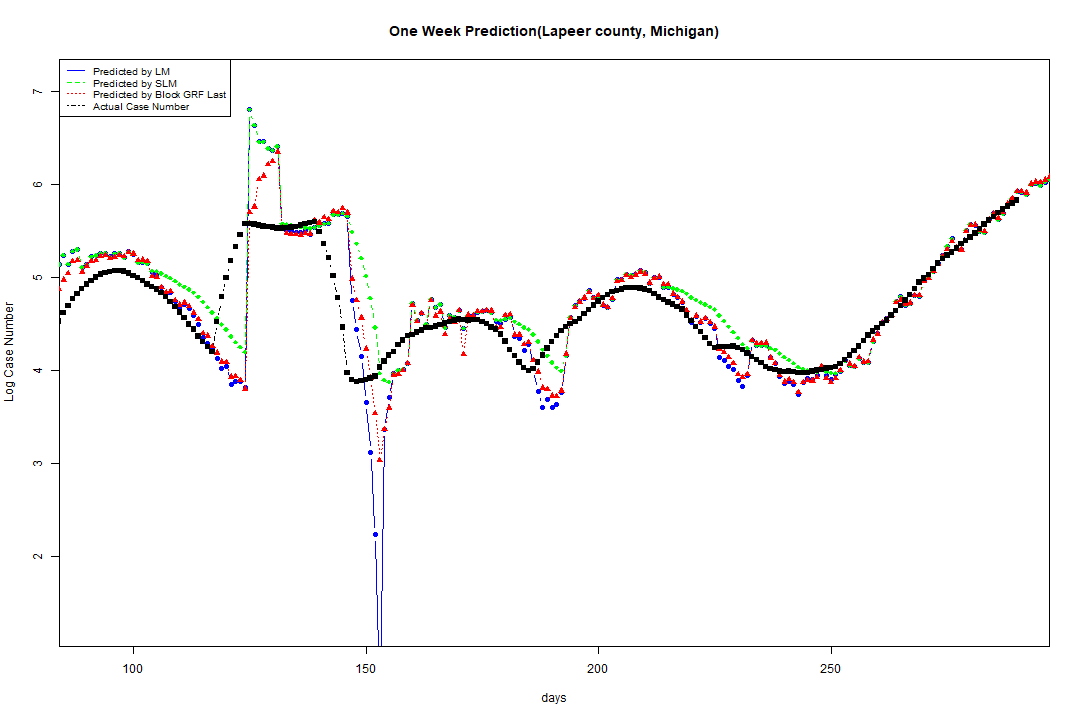 One Week Prediction(Lapeer county, Michigan)
Predicted by LM
Predicted by SLM
Predicted by Block GRF Last
Actual Case Number
7
6
5
4
3
2
Log Case Number
100 150 200 250
days